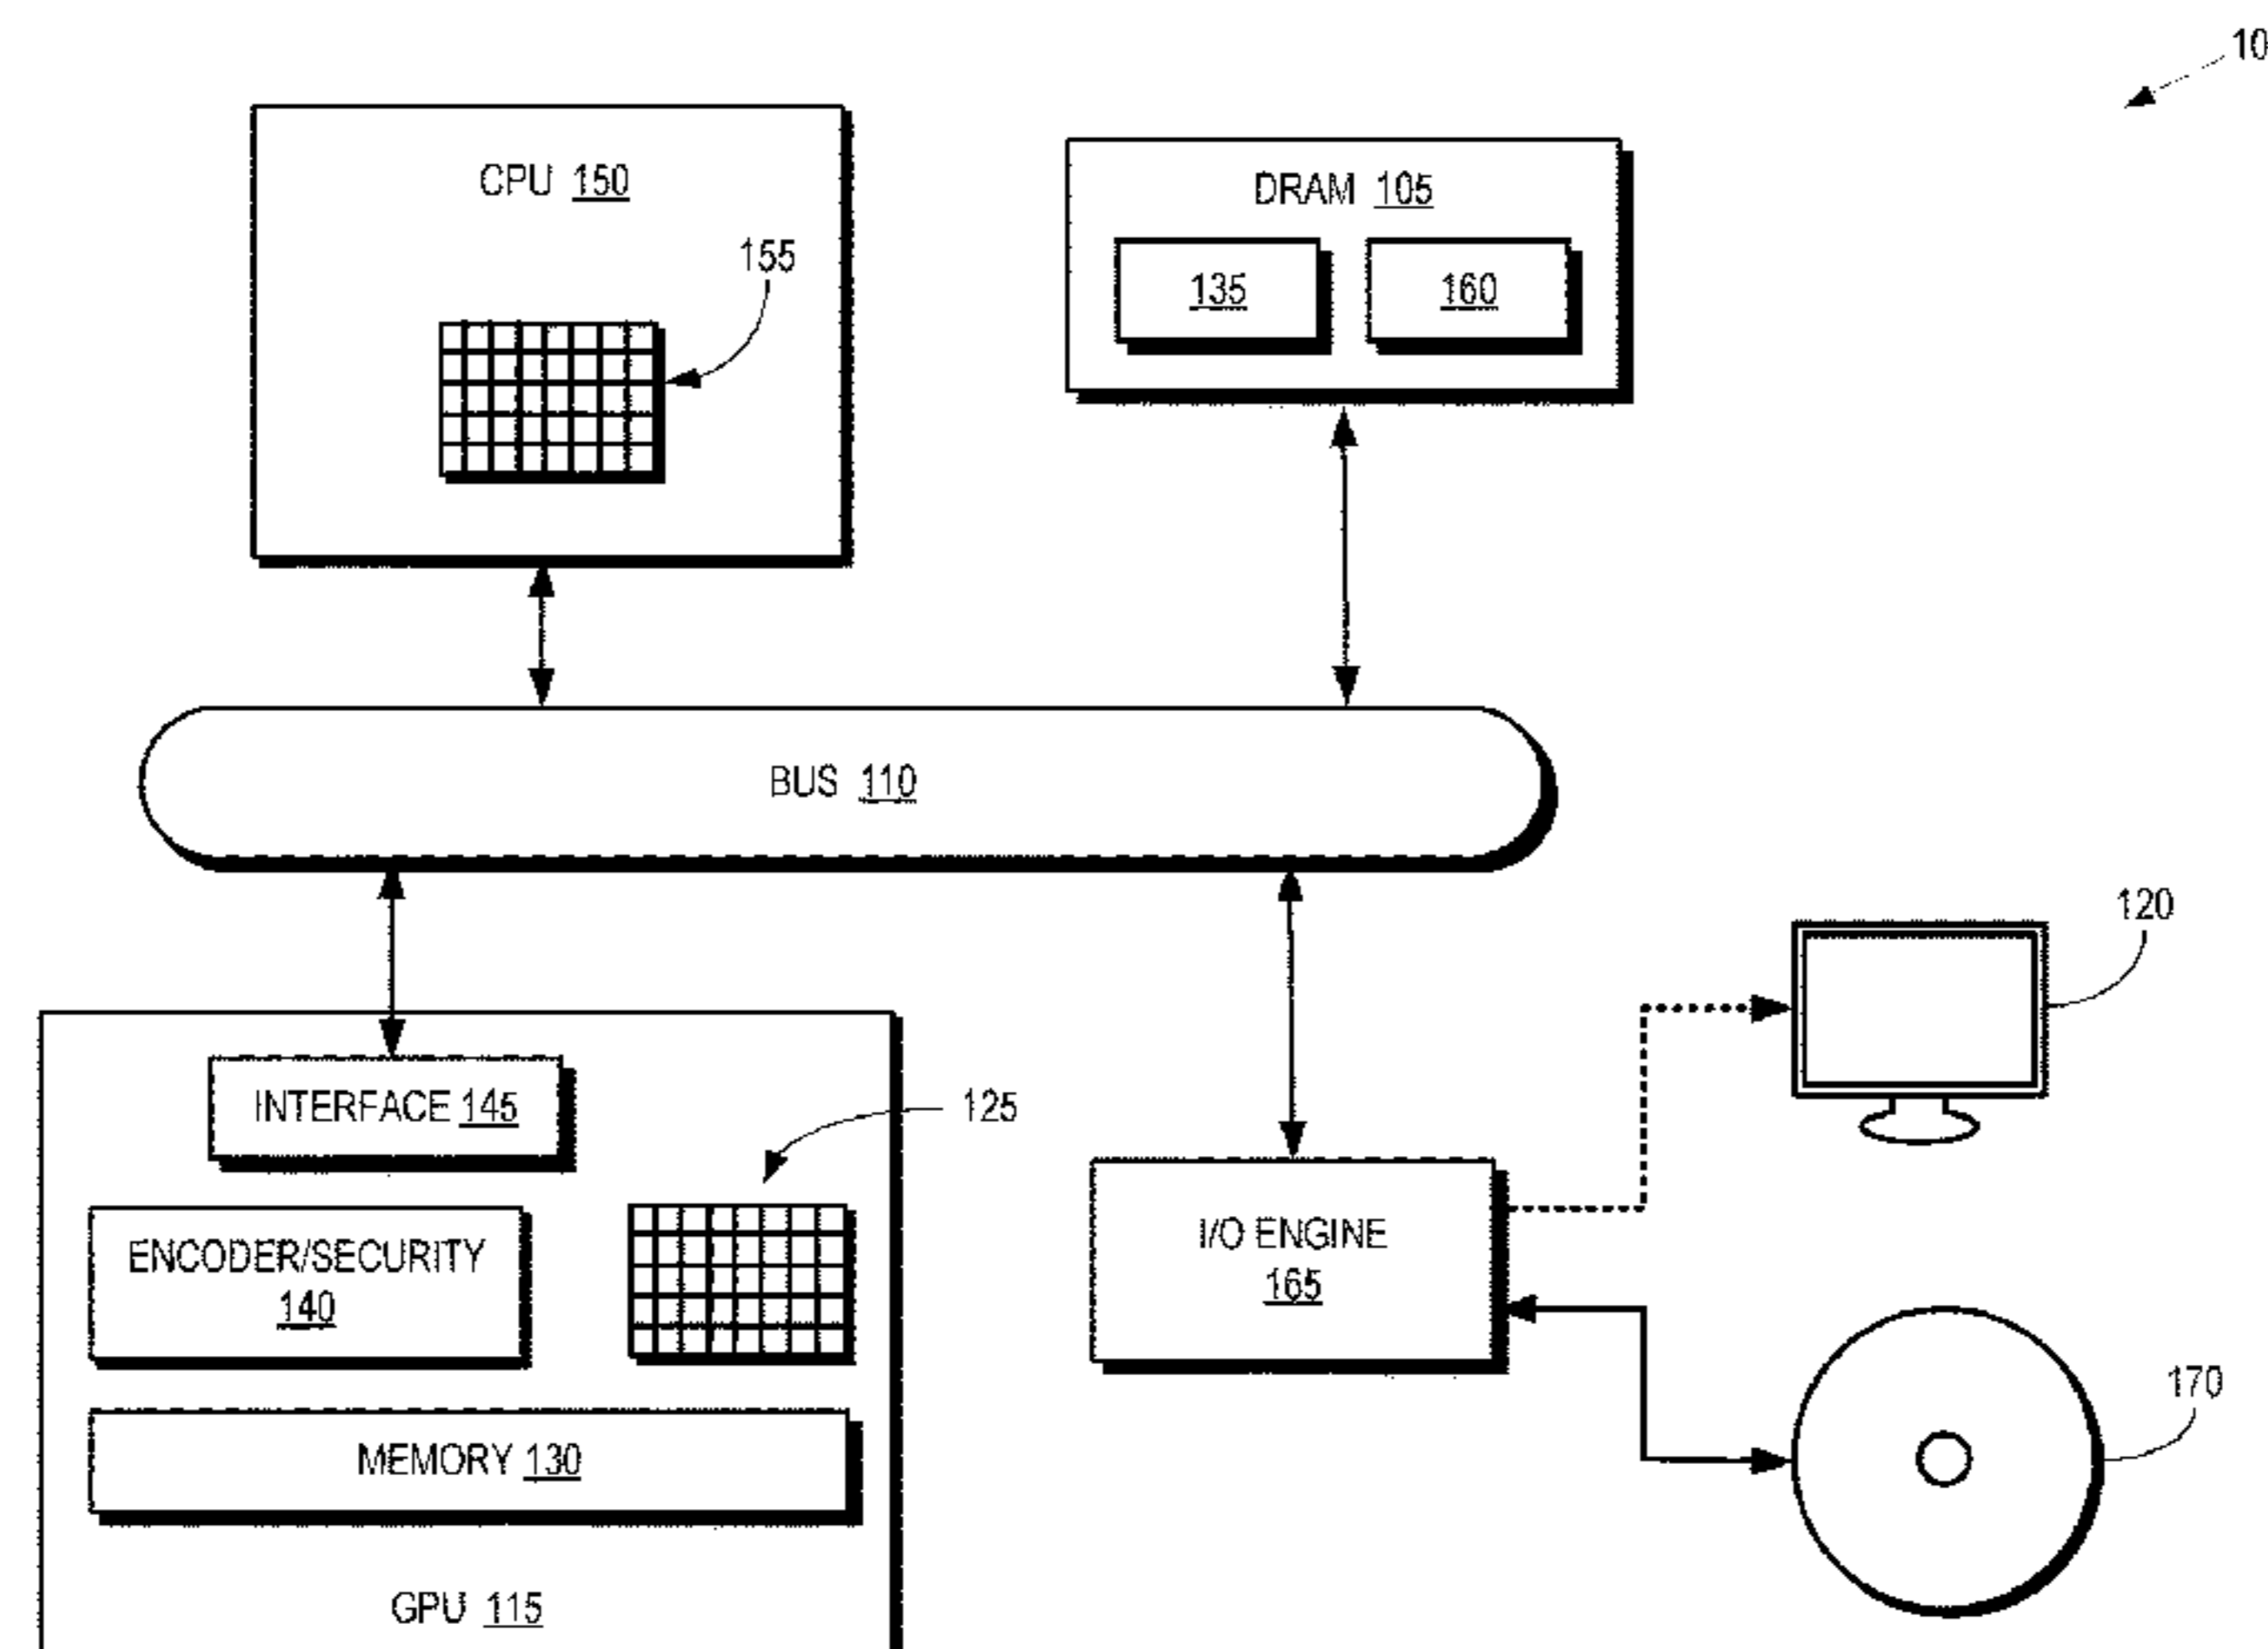 10
CPU 150
155
DRAM 105
135
160
BUS 110
120
INTERFACE 145
125
ENCODER/SECURITY
140
I/O ENGINE
165
170
MEMORY 130
GPU 115